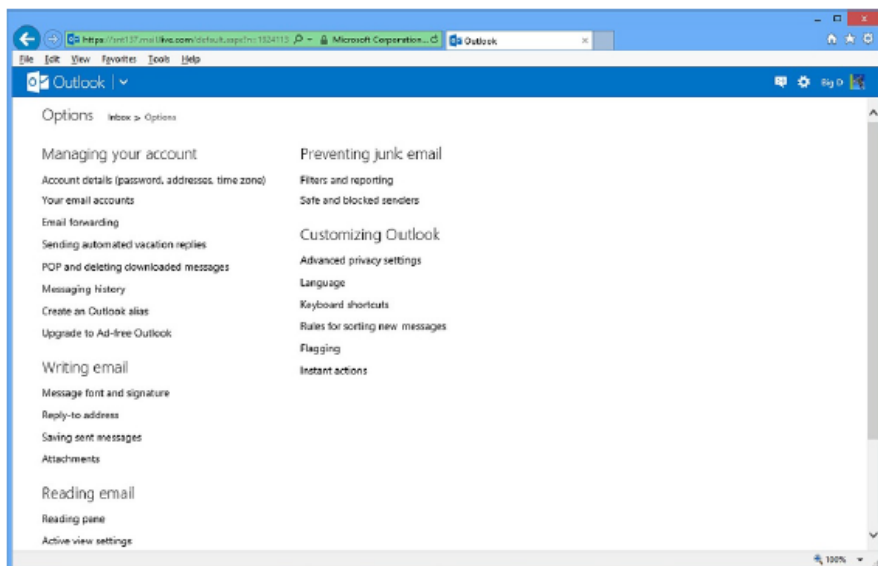 Microsoft Corporation...
Outlook
File Edit View Favorites Tools Help
Outlook
Big D
Options Inbox > Options
Managing your account
Account details (password, addresses, time zone)
Your email accounts
Email forwarding
Sending automated vacation replies
POP and deleting downloaded messages
Messaging history
Create an Outlook alias
Upgrade to Ad-free Outlook
Writing email
Message font and signature
Reply-to address
Saving sent messages
Attachments
Reading email
Reading pane
Active view settings
Preventing junk email
Filters and reporting
Safe and blocked senders
Customizing Outlook
Advanced privacy settings
Language
Keyboard shortcuts
Rules for sorting new messages
Flagging
Instant actions
100%